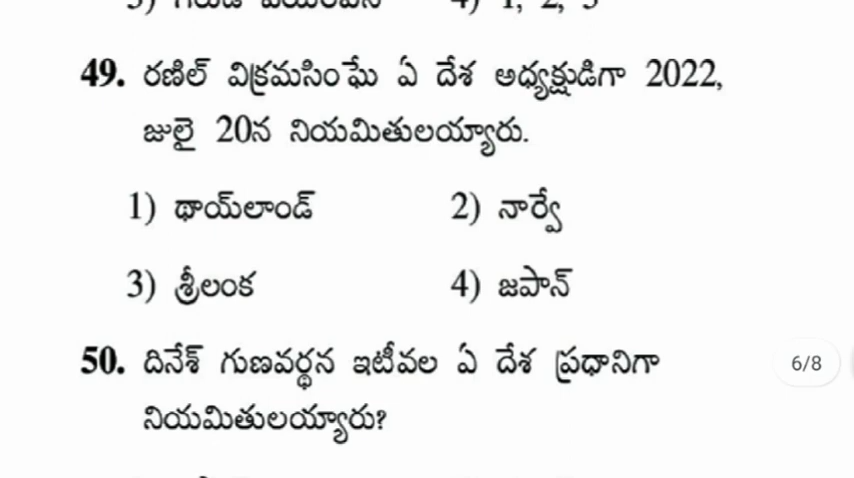 49. రణిల్ విక్రమసింఘే ఏ దేశ అధ్యక్షుడిగా 2022,
జులై 20న నియమితులయ్యారు.
1) థాయ్‌లాండ్ 2) నార్వే
3) శ్రీలంక 4) జపాన్
50. దినేశ్ గుణవర్ధన ఇటీవల ఏ దేశ ప్రధానిగా
నియమితులయ్యారు?
6/8